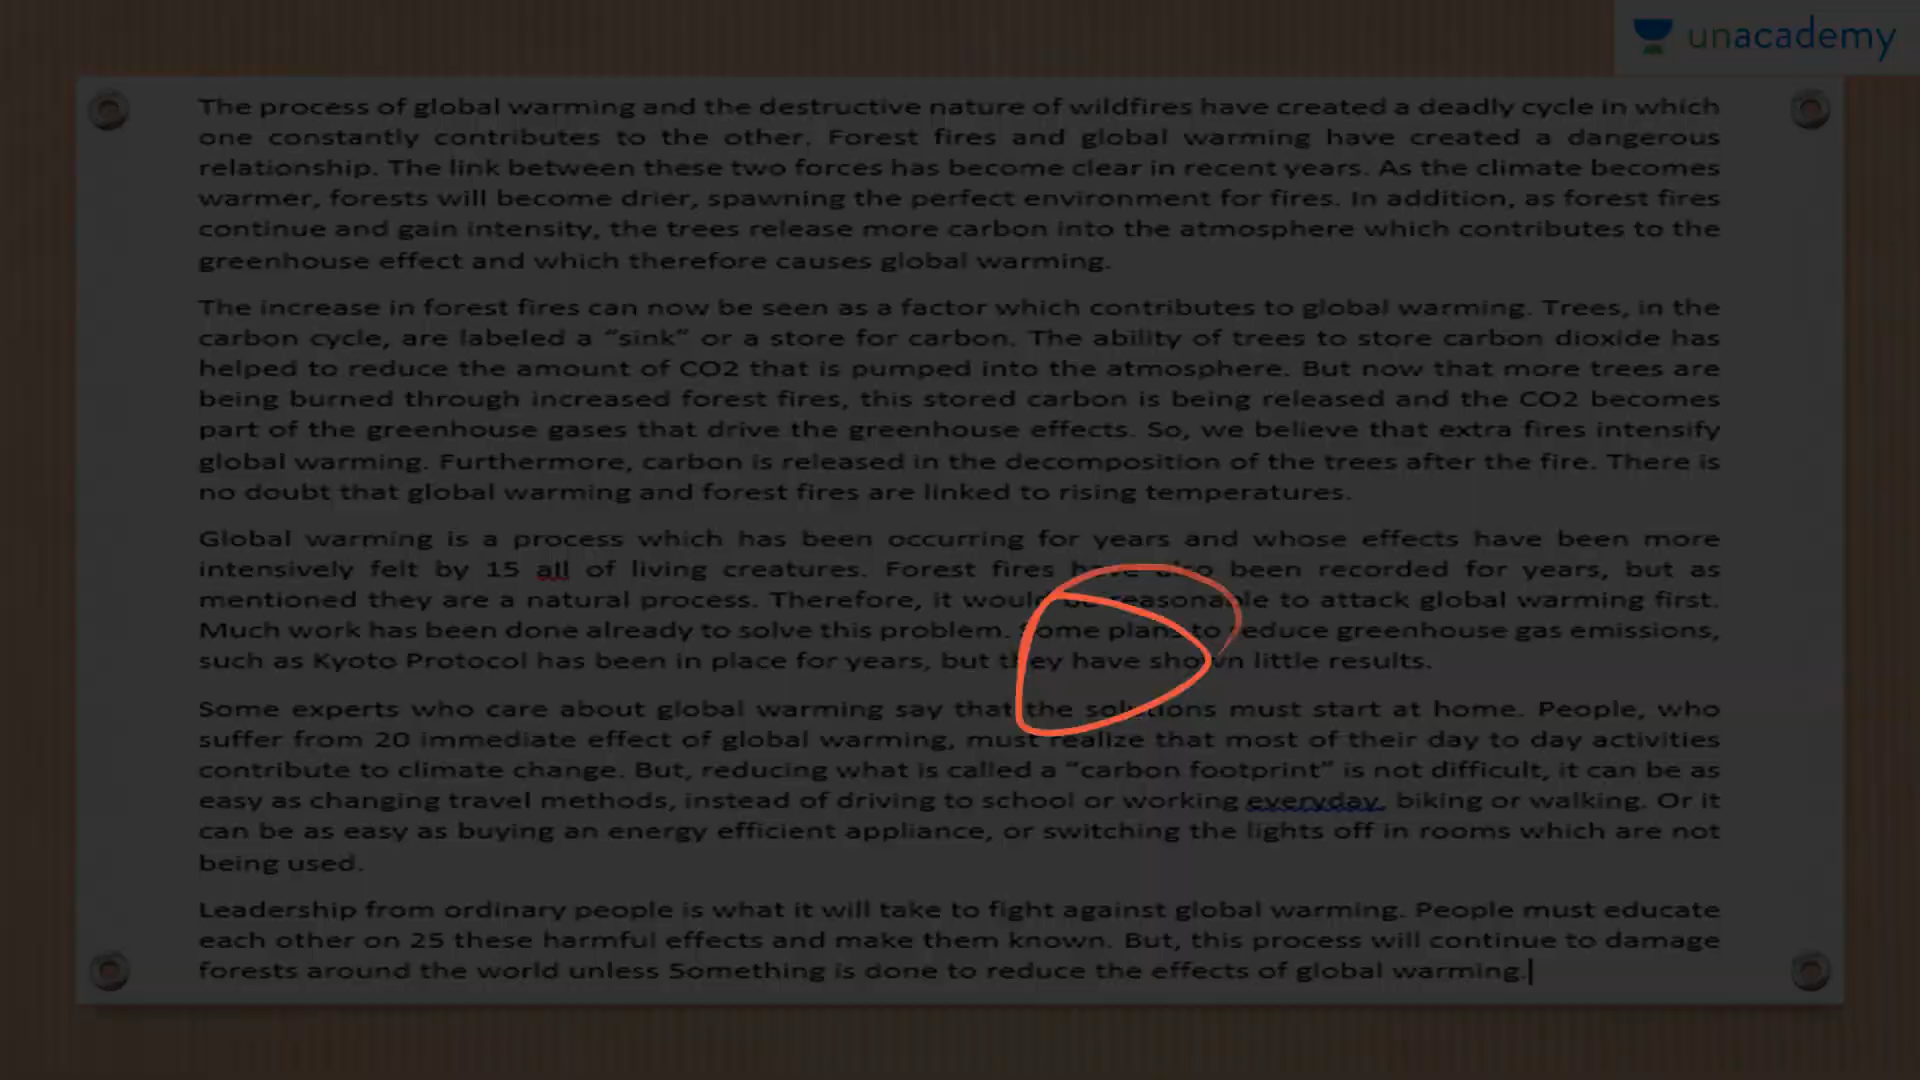 unacademy
The process of global warming and the destructive nature of wildfires have created a deadly cycle in which
one constantly contributes to the other. Forest fires and global warming have created a dangerous
relationship. The link between these two forces has become clear in recent years. As the climate becomes
warmer, forests will become drier, spawning the perfect environment for fires. In addition, as forest fires
continue and gain intensity, the trees release more carbon into the atmosphere which contributes to the
greenhouse effect and which therefore causes global warming.
The increase in forest fires can now be seen as a factor which contributes to global warming. Trees, in the
carbon cycle, are labeled a “sink” or a store for carbon. The ability of trees to store carbon dioxide has
helped to reduce the amount of CO2 that is pumped into the atmosphere. But now that more trees are
being burned through increased forest fires, this stored carbon is being released and the CO2 becomes
part of the greenhouse gases that drive the greenhouse effects. So, we believe that extra fires intensify
global warming. Furthermore, carbon is released in the decomposition of the trees after the fire. There is
no doubt that global warming and forest fires are linked to rising temperatures.
Global warming is a process which has been occurring for years and whose effects have been more
intensively felt by 15 all of living creatures. Forest fires have also been recorded for years, but as
mentioned they are a natural process. Therefore, it would be reasonable to attack global warming first.
Much work has been done already to solve this problem. Some plans to reduce greenhouse gas emissions,
such as Kyoto Protocol has been in place for years, but they have shown little results.
Some experts who care about global warming say that the solutions must start at home. People, who
suffer from 20 immediate effect of global warming, must realize that most of their day to day activities
contribute to climate change. But, reducing what is called a “carbon footprint” is not difficult, it can be as
easy as changing travel methods, instead of driving to school or working everyday, biking or walking. Or it
can be as easy as buying an energy efficient appliance, or switching the lights off in rooms which are not
being used.
Leadership from ordinary people is what it will take to fight against global warming. People must educate
each other on 25 these harmful effects and make them known. But, this process will continue to damage
forests around the world unless Something is done to reduce the effects of global warming.